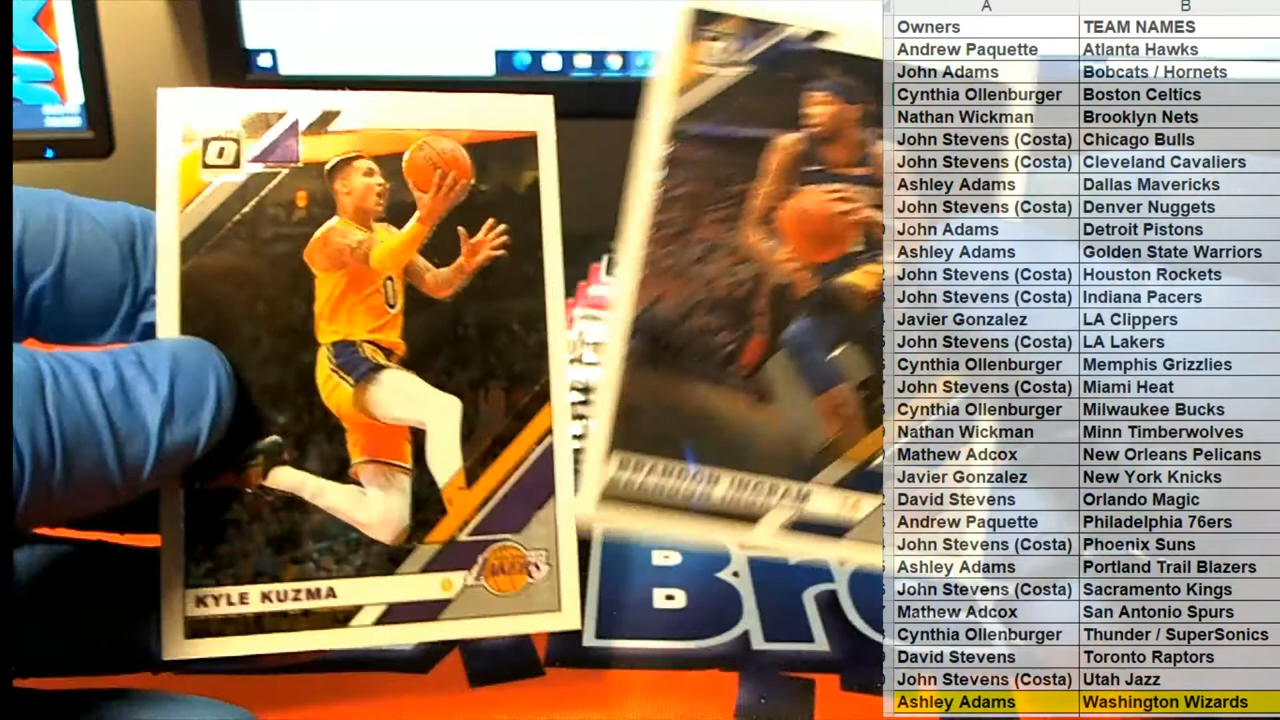 A B
Owners TEAM NAMES
Andrew Paquette Atlanta Hawks
John Adams Bobcats / Hornets
Cynthia Ollenburger Boston Celtics
Nathan Wickman Brooklyn Nets
John Stevens (Costa) Chicago Bulls
John Stevens (Costa) Cleveland Cavaliers
Ashley Adams Dallas Mavericks
John Stevens (Costa) Denver Nuggets
John Adams Detroit Pistons
Ashley Adams Golden State Warriors
John Stevens (Costa) Houston Rockets
John Stevens (Costa) Indiana Pacers
Javier Gonzalez LA Clippers
John Stevens (Costa) LA Lakers
Cynthia Ollenburger Memphis Grizzlies
John Stevens (Costa) Miami Heat
Cynthia Ollenburger Milwaukee Bucks
Nathan Wickman Minn Timberwolves
Mathew Adcox New Orleans Pelicans
Javier Gonzalez New York Knicks
David Stevens Orlando Magic
Andrew Paquette Philadelphia 76ers
John Stevens (Costa) Phoenix Suns
Ashley Adams Portland Trail Blazers
John Stevens (Costa) Sacramento Kings
Mathew Adcox San Antonio Spurs
Cynthia Ollenburger Thunder / SuperSonics
David Stevens Toronto Raptors
John Stevens (Costa) Utah Jazz
Ashley Adams Washington Wizards
O
0
KYLE KUZMA
LAKERS
BRANDON INGRAM
Br